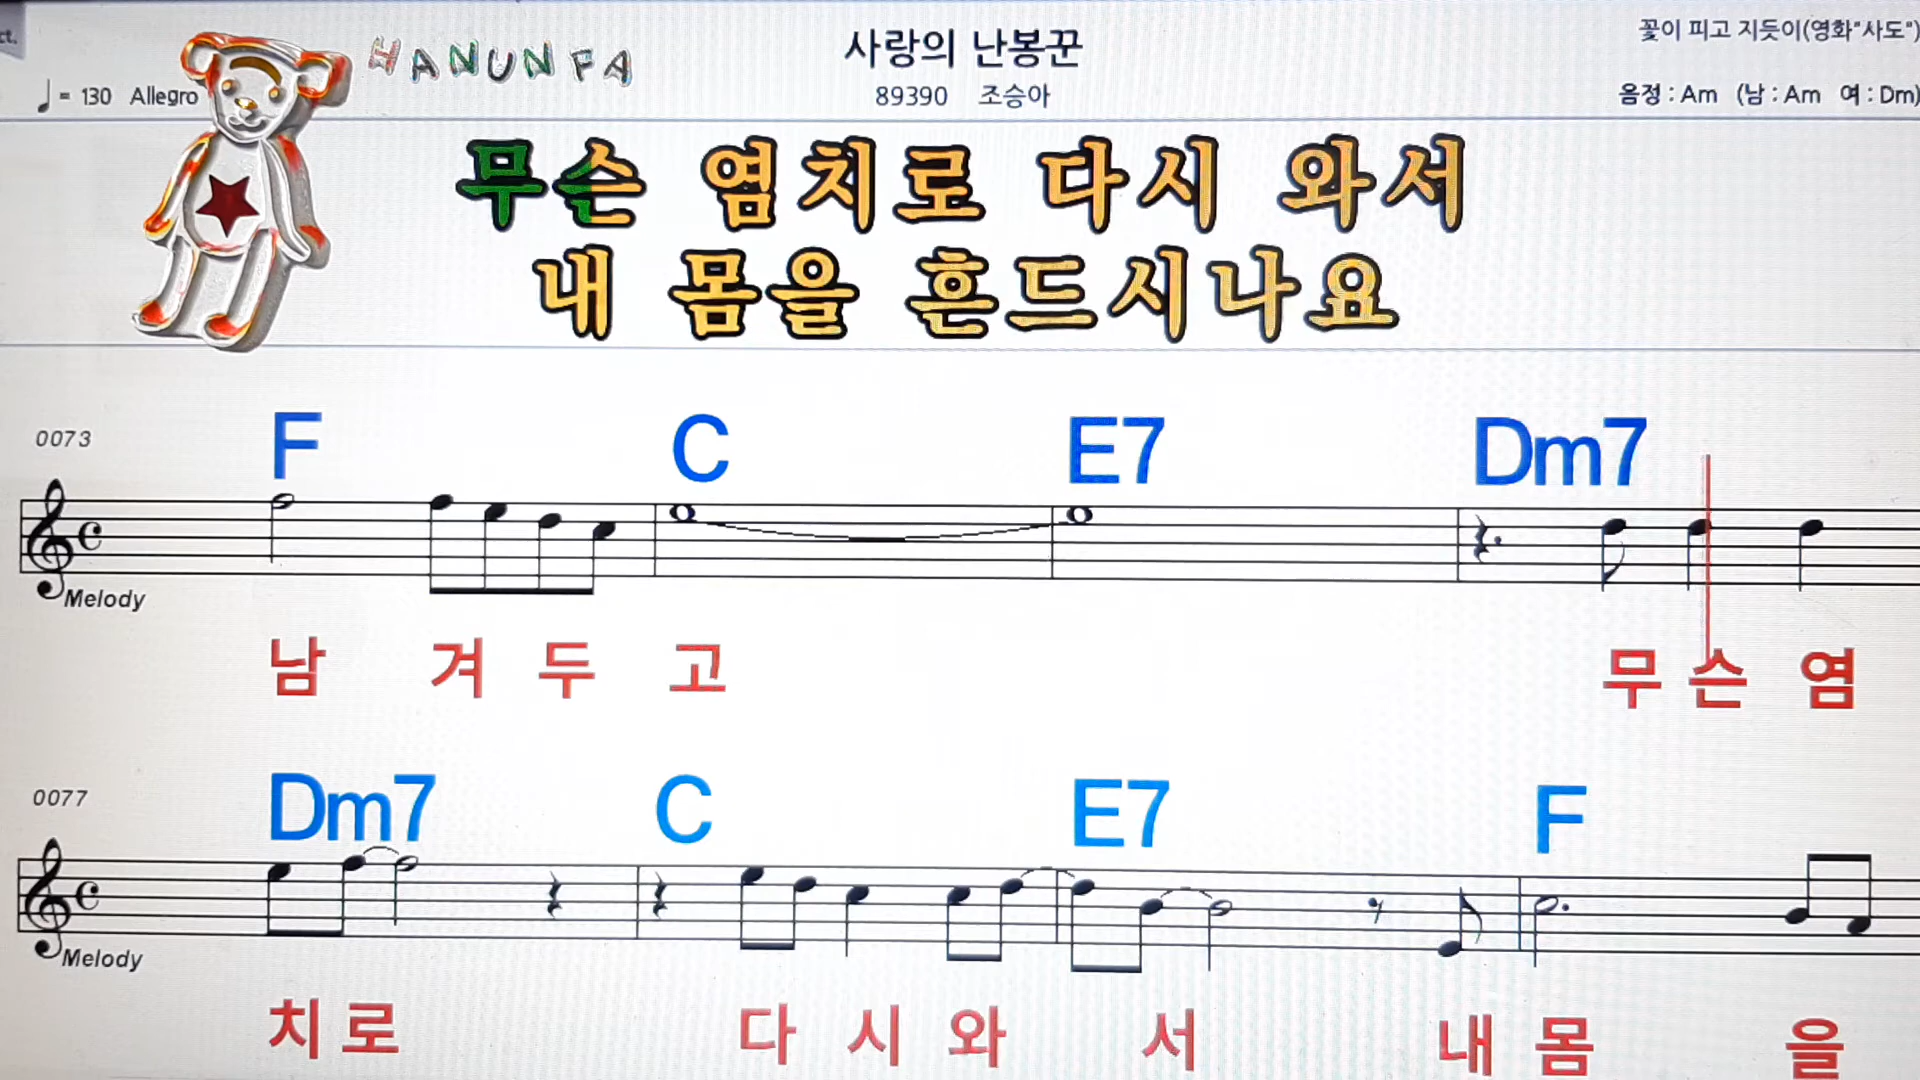 ct.
HANUNFA
사랑의 난봉꾼
꽃이 피고 지듯이(영화"사도")
♩= 130 Allegro
89390 조승아
음정 : Am (남 : Am 여 : Dm)
무슨 염치로 다시 와서
내 몸을 흔드시나요
0073
F C E7 Dm7
Melody
남 겨 두 고 무 슨 염
0077
Dm7 C E7 F
Melody
치 로 다 시 와 서 내 몸 을